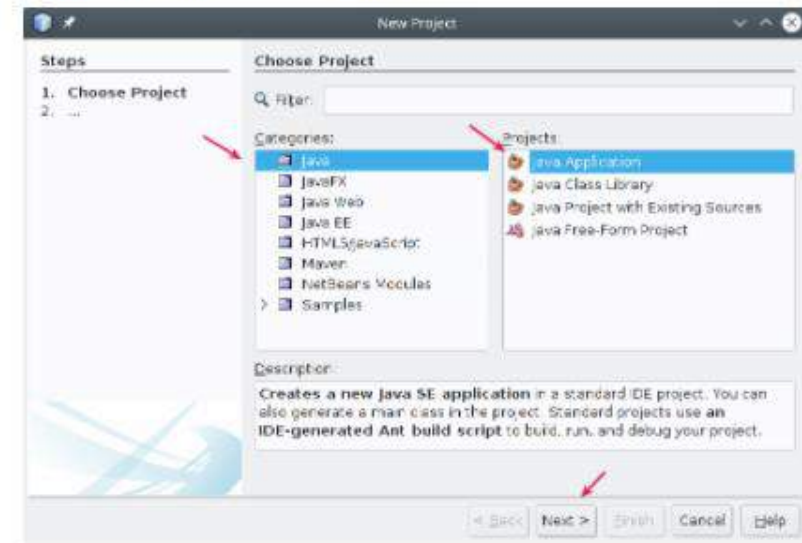 New Project
Steps
1. Choose Project
2. ...
Choose Project
Filter:
Categories:
Java
JavaFX
Java Web
Java EE
HTML5/JavaScript
Maven
NetBeans Modules
Samples
Projects:
Java Application
Java Class Library
Java Project with Existing Sources
Java Free-Form Project
Description:
Creates a new Java SE application in a standard IDE project. You can
also generate a main class in the project. Standard projects use an
IDE-generated Ant build script to build, run, and debug your project.
< Back
Next >
Finish
Cancel
Help